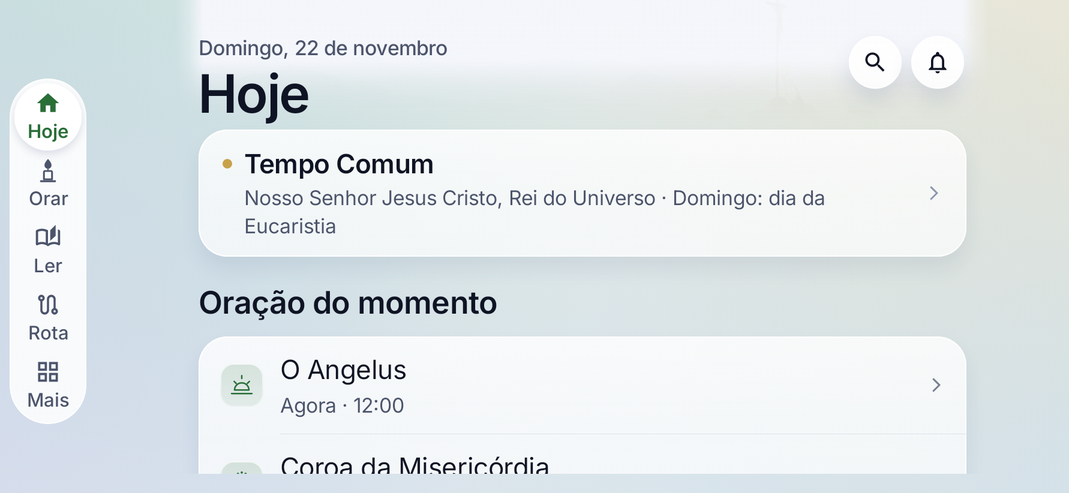 Domingo, 22 de novembro
Hoje
Hoje
Orar
Ler
Rota
Mais
Tempo Comum
Nosso Senhor Jesus Cristo, Rei do Universo · Domingo: dia da
Eucaristia
Oração do momento
O Angelus
Agora · 12:00
Coroa da Misericórdia